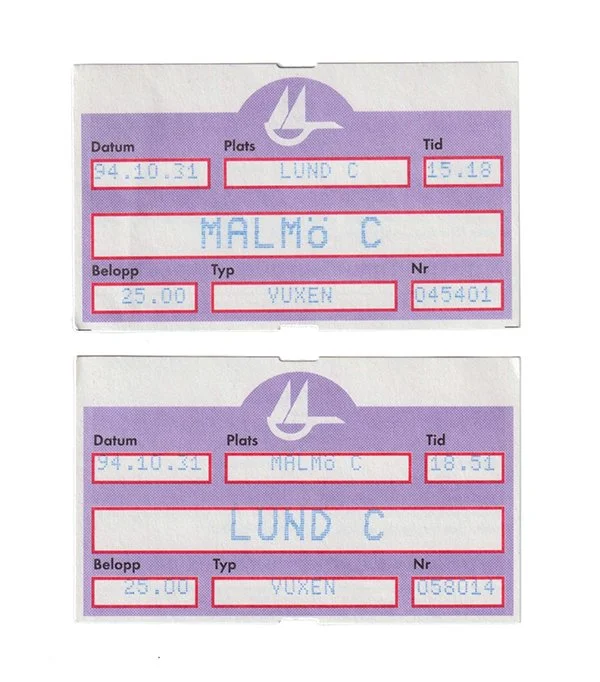 Datum Plats Tid
94.10.31 LUND C 15.18
MALMö C
Belopp Typ Nr
25.00 VUXEN 045401
Datum Plats Tid
94.10.31 MALMö C 18.51
LUND C
Belopp Typ Nr
25.00 VUXEN 058014